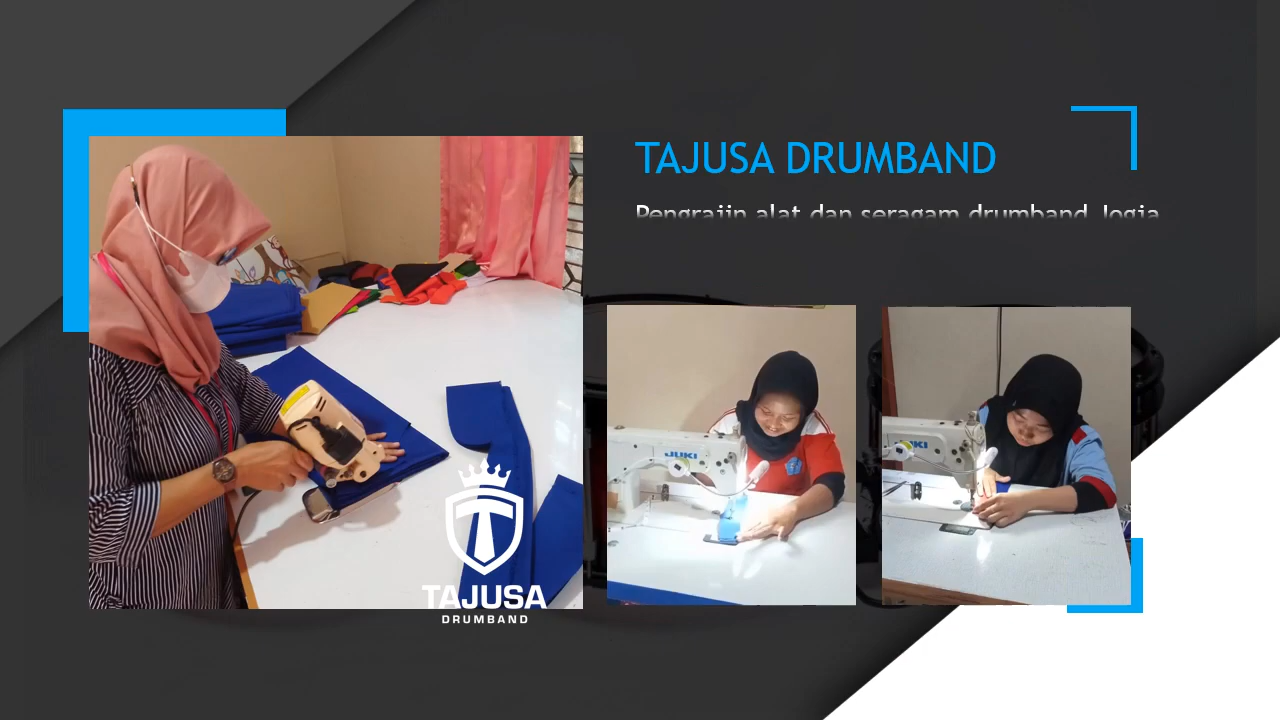 TAJUSA DRUMBAND
Pengrajin alat dan seragam drumband Jogja
JUKI
JUKI
T
TAJUSA
DRUMBAND